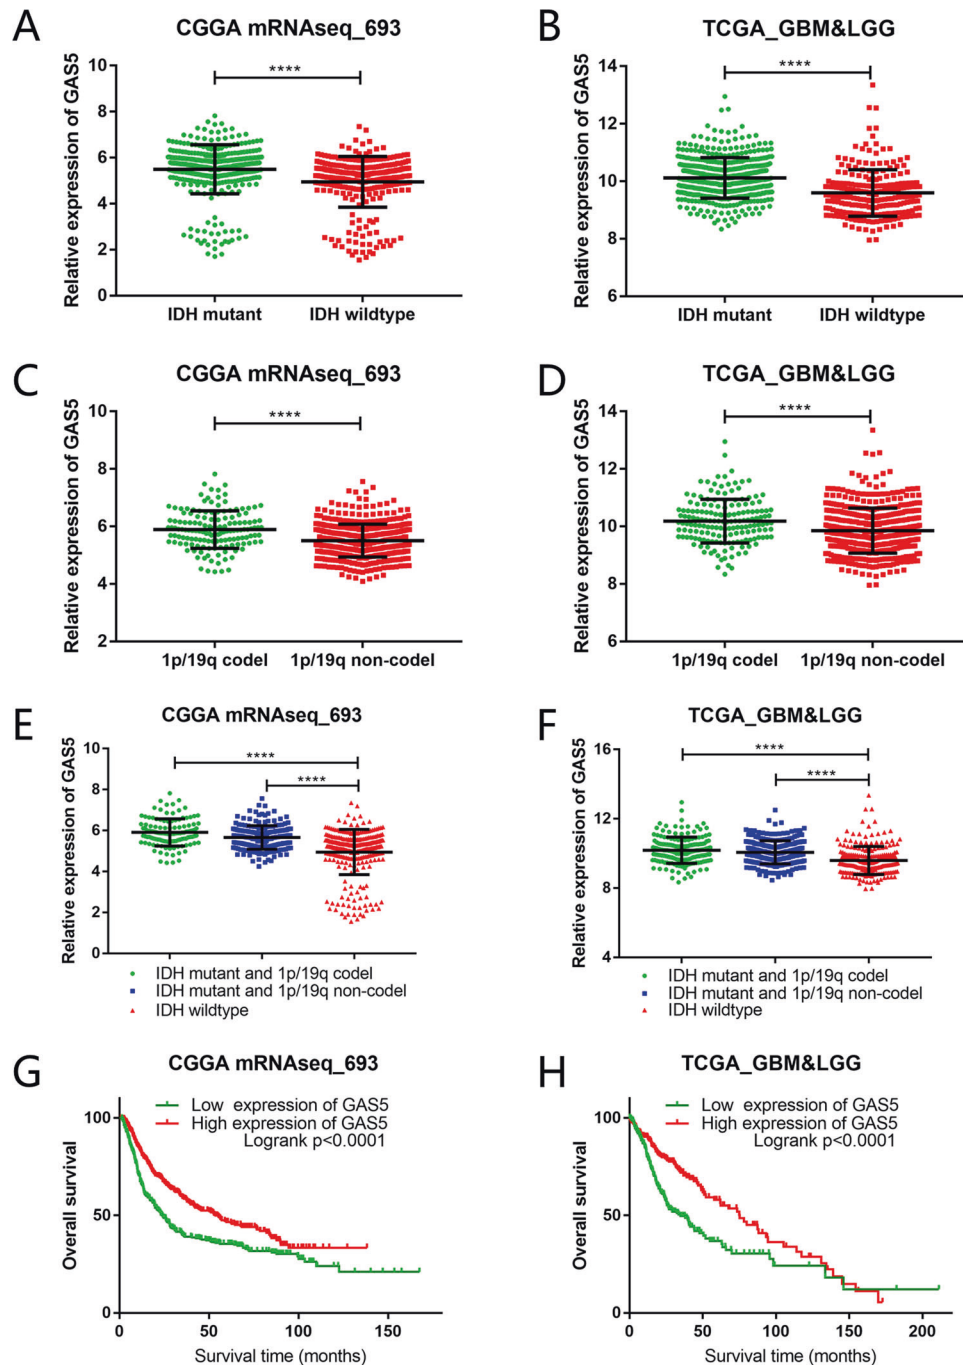 A
CGGA mRNAseq_693
Relative expression of GAS5
10
8
6
4
2
0
****
IDH mutant
IDH wildtype
B
TCGA_GBM&LGG
Relative expression of GAS5
14
12
10
8
6
****
IDH mutant
IDH wildtype
C
CGGA mRNAseq_693
Relative expression of GAS5
10
8
6
4
2
****
1p/19q codel
1p/19q non-codel
D
TCGA_GBM&LGG
Relative expression of GAS5
14
12
10
8
6
****
1p/19q codel
1p/19q non-codel
E
CGGA mRNAseq_693
Relative expression of GAS5
10
8
6
4
2
0
****
****
IDH mutant and 1p/19q codel
IDH mutant and 1p/19q non-codel
IDH wildtype
F
TCGA_GBM&LGG
Relative expression of GAS5
16
12
8
4
****
****
IDH mutant and 1p/19q codel
IDH mutant and 1p/19q non-codel
IDH wildtype
G
CGGA mRNAseq_693
Low expression of GAS5
High expression of GAS5
Logrank p<0.0001
Overall survival
100
50
0
0 50 100 150
Survival time (months)
H
TCGA_GBM&LGG
Low expression of GAS5
High expression of GAS5
Logrank p<0.0001
Overall survival
100
50
0
0 50 100 150 200
Survival time (months)